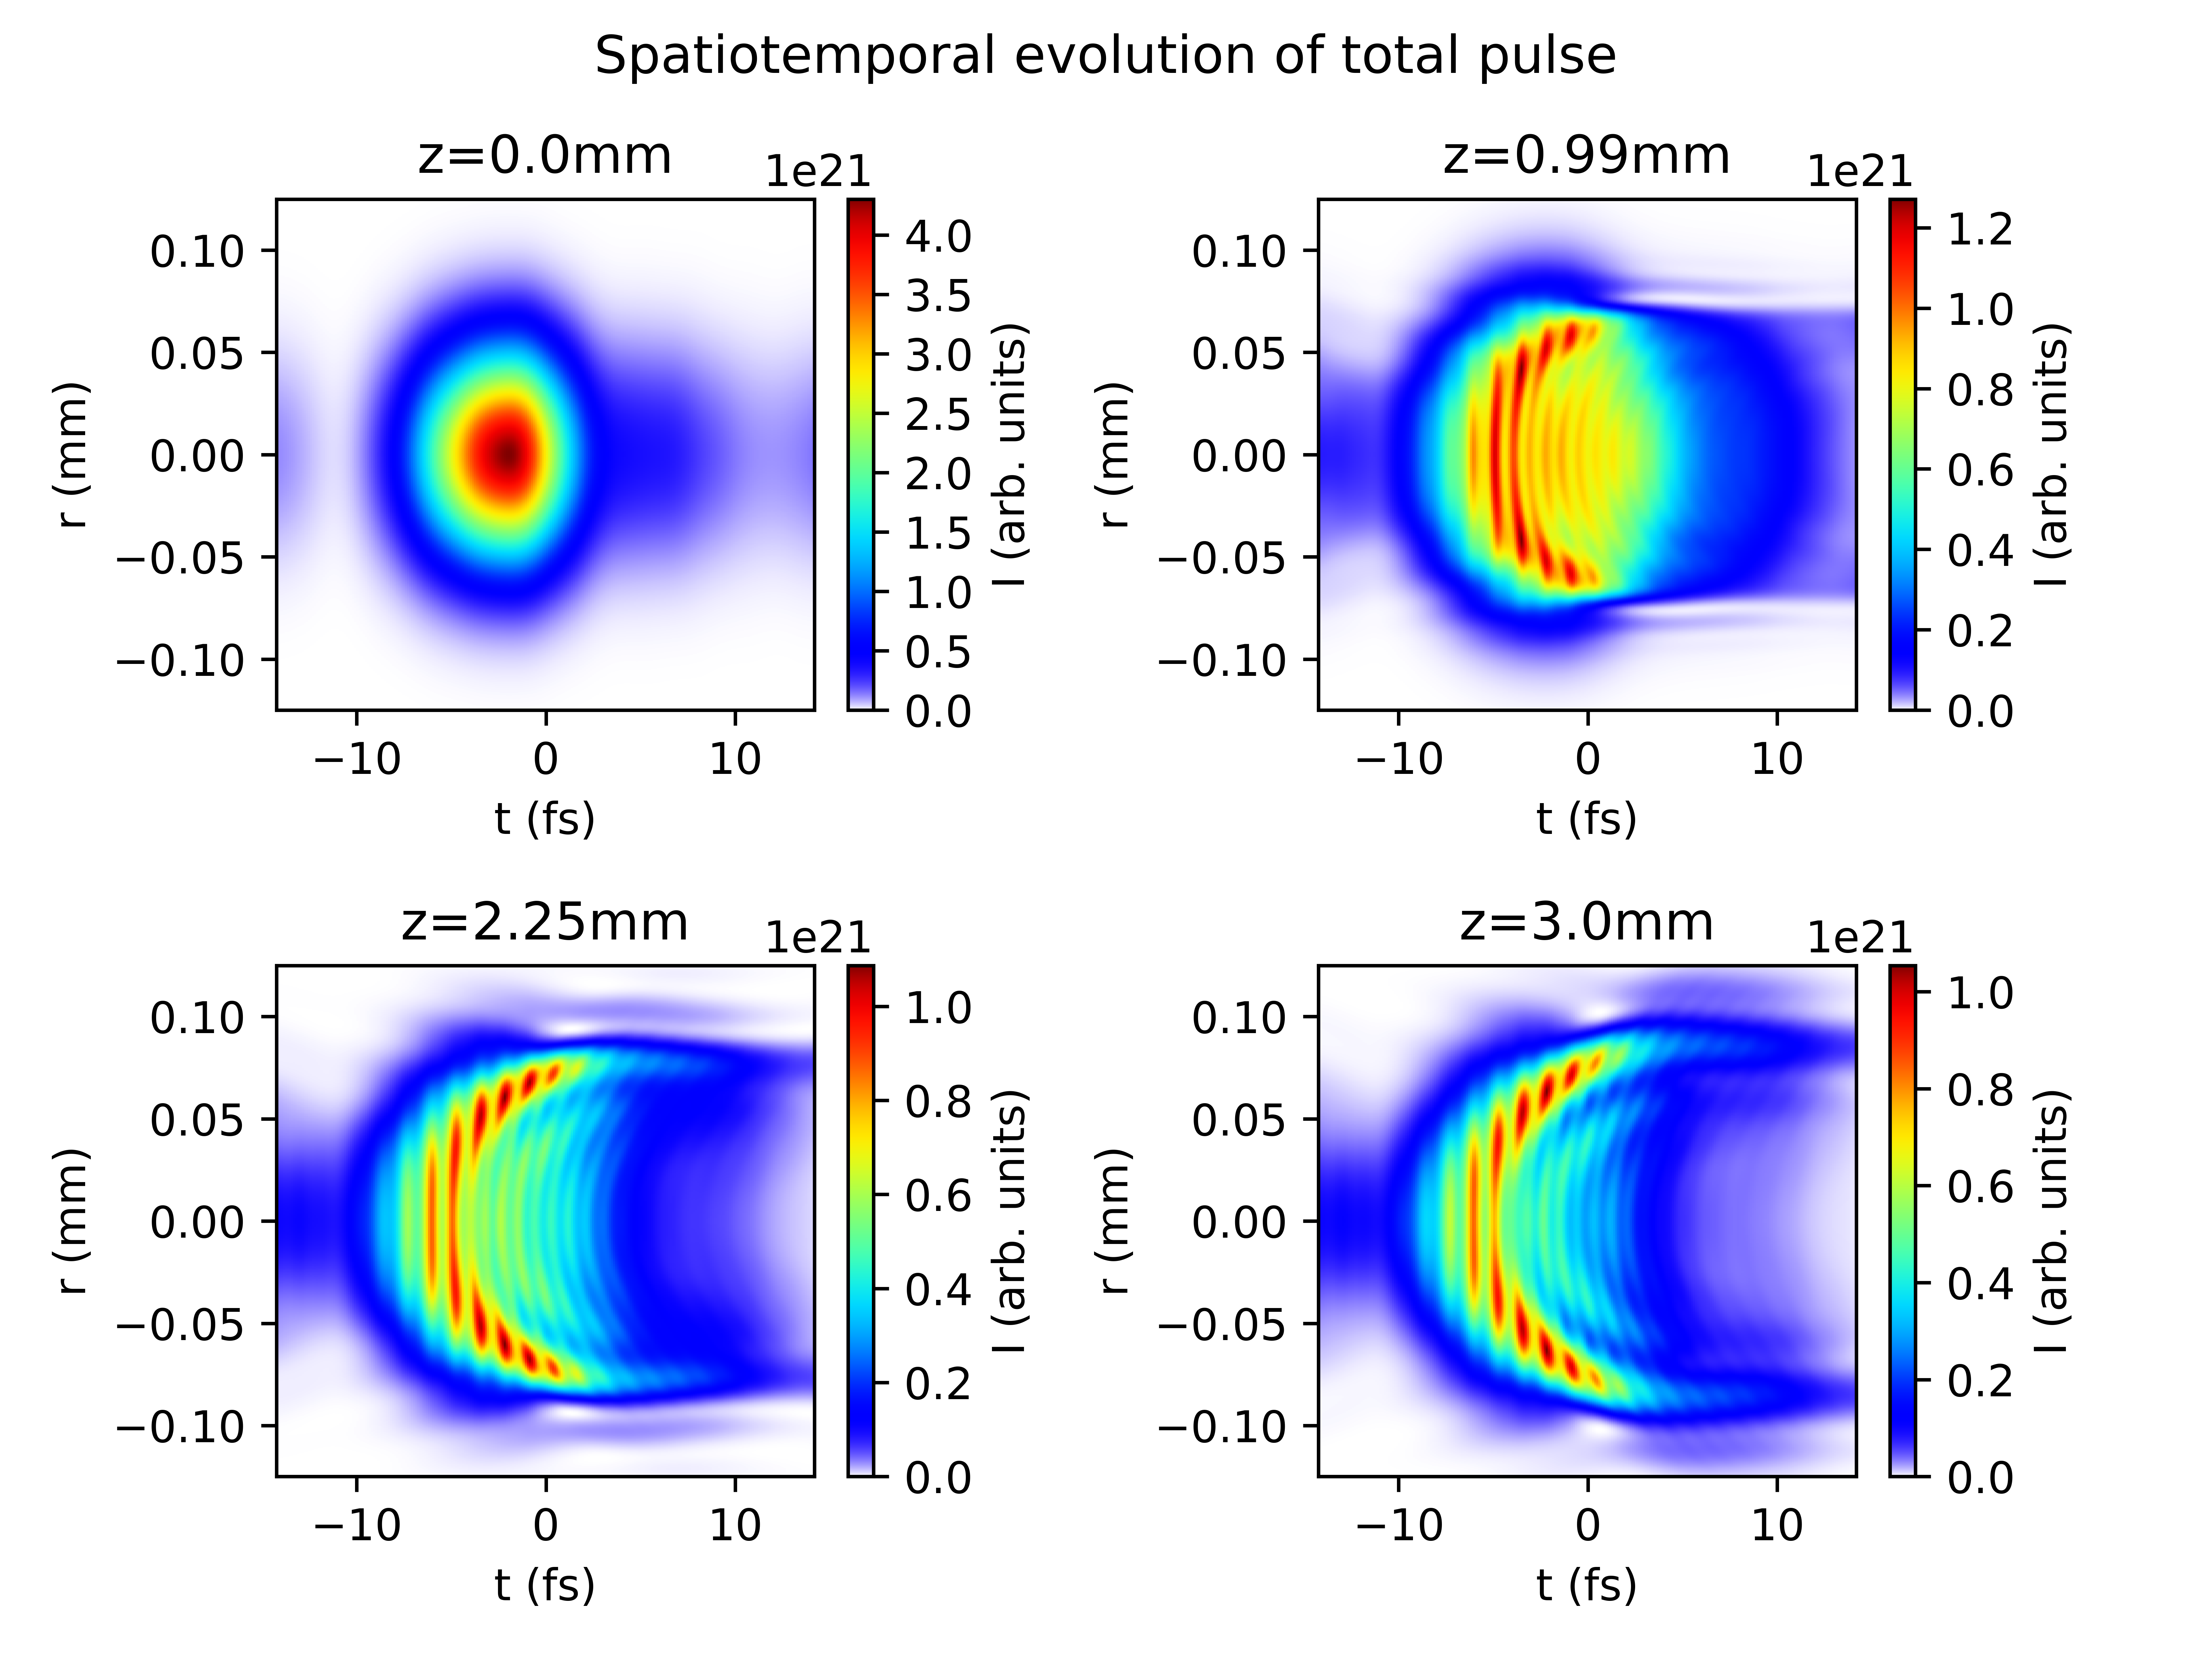 Spatiotemporal evolution of total pulse
z=0.0mm
1e21
0.10
0.05
0.00
−0.05
−0.10
r (mm)
−10 0 10
t (fs)
4.0
3.5
3.0
2.5
2.0
1.5
1.0
0.5
0.0
I (arb. units)
z=0.99mm
1e21
0.10
0.05
0.00
−0.05
−0.10
r (mm)
−10 0 10
t (fs)
1.2
1.0
0.8
0.6
0.4
0.2
0.0
I (arb. units)
z=2.25mm
1e21
0.10
0.05
0.00
−0.05
−0.10
r (mm)
−10 0 10
t (fs)
1.0
0.8
0.6
0.4
0.2
0.0
I (arb. units)
z=3.0mm
1e21
0.10
0.05
0.00
−0.05
−0.10
r (mm)
−10 0 10
t (fs)
1.0
0.8
0.6
0.4
0.2
0.0
I (arb. units)